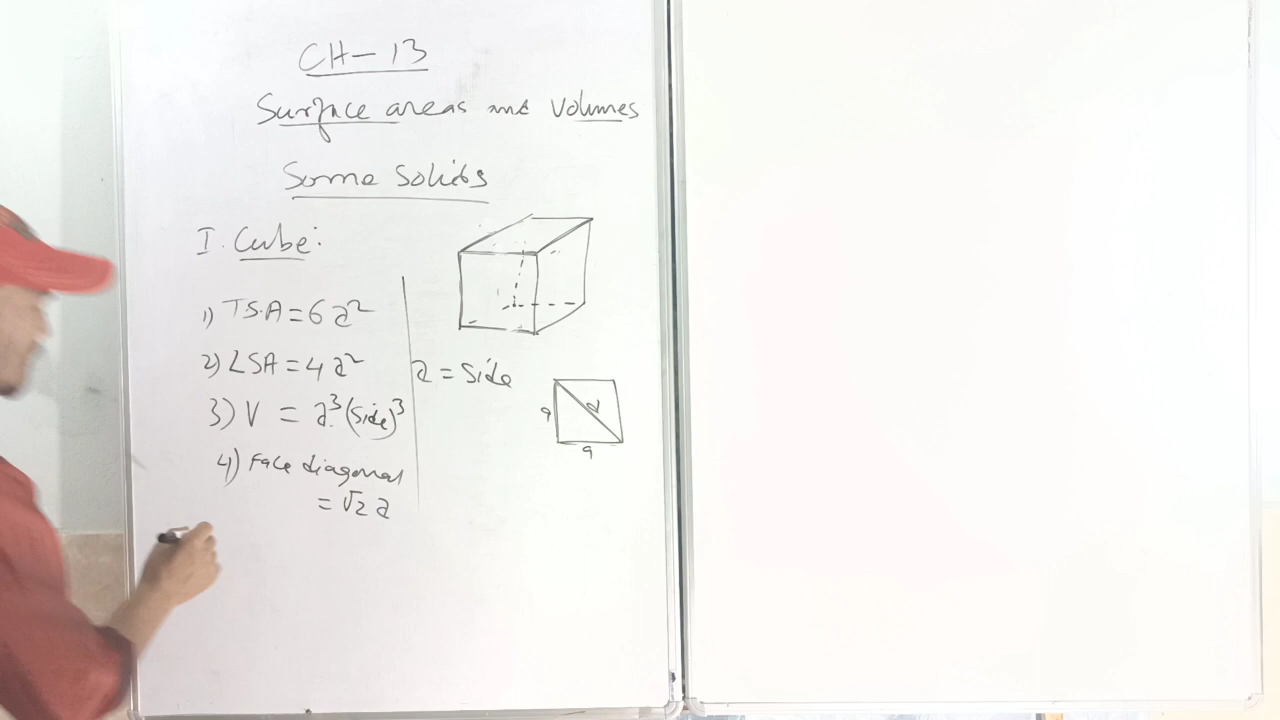 CH-13
Surface areas and Volumes
Some Solids
I. Cube:
1) T.S.A = 6a²
2) LSA = 4a²
3) V = a³ (side)³
4) Face diagonal
= √2 a
a = Side
a
d
a